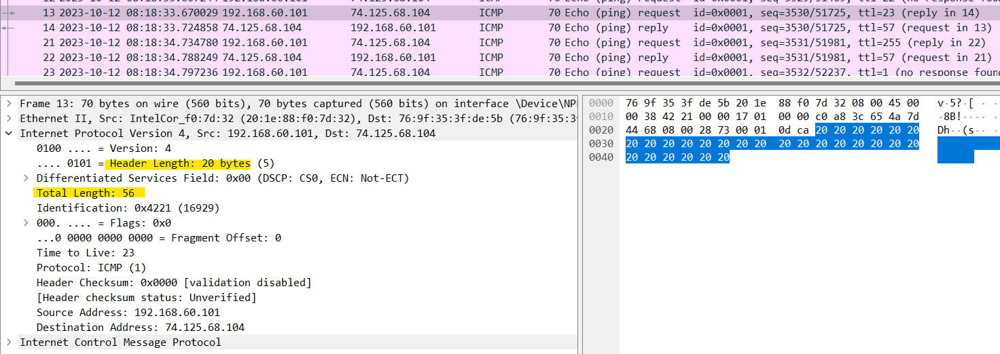 13 2023-10-12 08:18:33.670029 192.168.60.101 74.125.68.104 ICMP 70 Echo (ping) request id=0x0001, seq=3530/51725, ttl=23 (reply in 14)
14 2023-10-12 08:18:33.724858 74.125.68.104 192.168.60.101 ICMP 70 Echo (ping) reply id=0x0001, seq=3530/51725, ttl=57 (request in 13)
21 2023-10-12 08:18:34.734780 192.168.60.101 74.125.68.104 ICMP 70 Echo (ping) request id=0x0001, seq=3531/51981, ttl=255 (reply in 22)
22 2023-10-12 08:18:34.788249 74.125.68.104 192.168.60.101 ICMP 70 Echo (ping) reply id=0x0001, seq=3531/51981, ttl=57 (request in 21)
23 2023-10-12 08:18:34.797236 192.168.60.101 74.125.68.104 ICMP 70 Echo (ping) request id=0x0001, seq=3532/52237, ttl=1 (no response foun
Frame 13: 70 bytes on wire (560 bits), 70 bytes captured (560 bits) on interface \Device\NP
Ethernet II, Src: IntelCor_f0:7d:32 (20:1e:88:f0:7d:32), Dst: 76:9f:35:3f:de:5b (76:9f:35:3
Internet Protocol Version 4, Src: 192.168.60.101, Dst: 74.125.68.104
0100 .... = Version: 4
.... 0101 = Header Length: 20 bytes (5)
Differentiated Services Field: 0x00 (DSCP: CS0, ECN: Not-ECT)
Total Length: 56
Identification: 0x4221 (16929)
000. .... = Flags: 0x0
...0 0000 0000 0000 = Fragment Offset: 0
Time to Live: 23
Protocol: ICMP (1)
Header Checksum: 0x0000 [validation disabled]
[Header checksum status: Unverified]
Source Address: 192.168.60.101
Destination Address: 74.125.68.104
Internet Control Message Protocol
0000 76 9f 35 3f de 5b 20 1e 88 f0 7d 32 08 00 45 00 v·5?·[ · ·
0010 00 38 42 21 00 00 17 01 00 00 c0 a8 3c 65 4a 7d ·8B!···· ·
0020 44 68 08 00 28 73 00 01 0d ca 20 20 20 20 20 20 Dh··(s·· ·
0030 20 20 20 20 20 20 20 20 20 20 20 20 20 20 20 20
0040 20 20 20 20 20 20